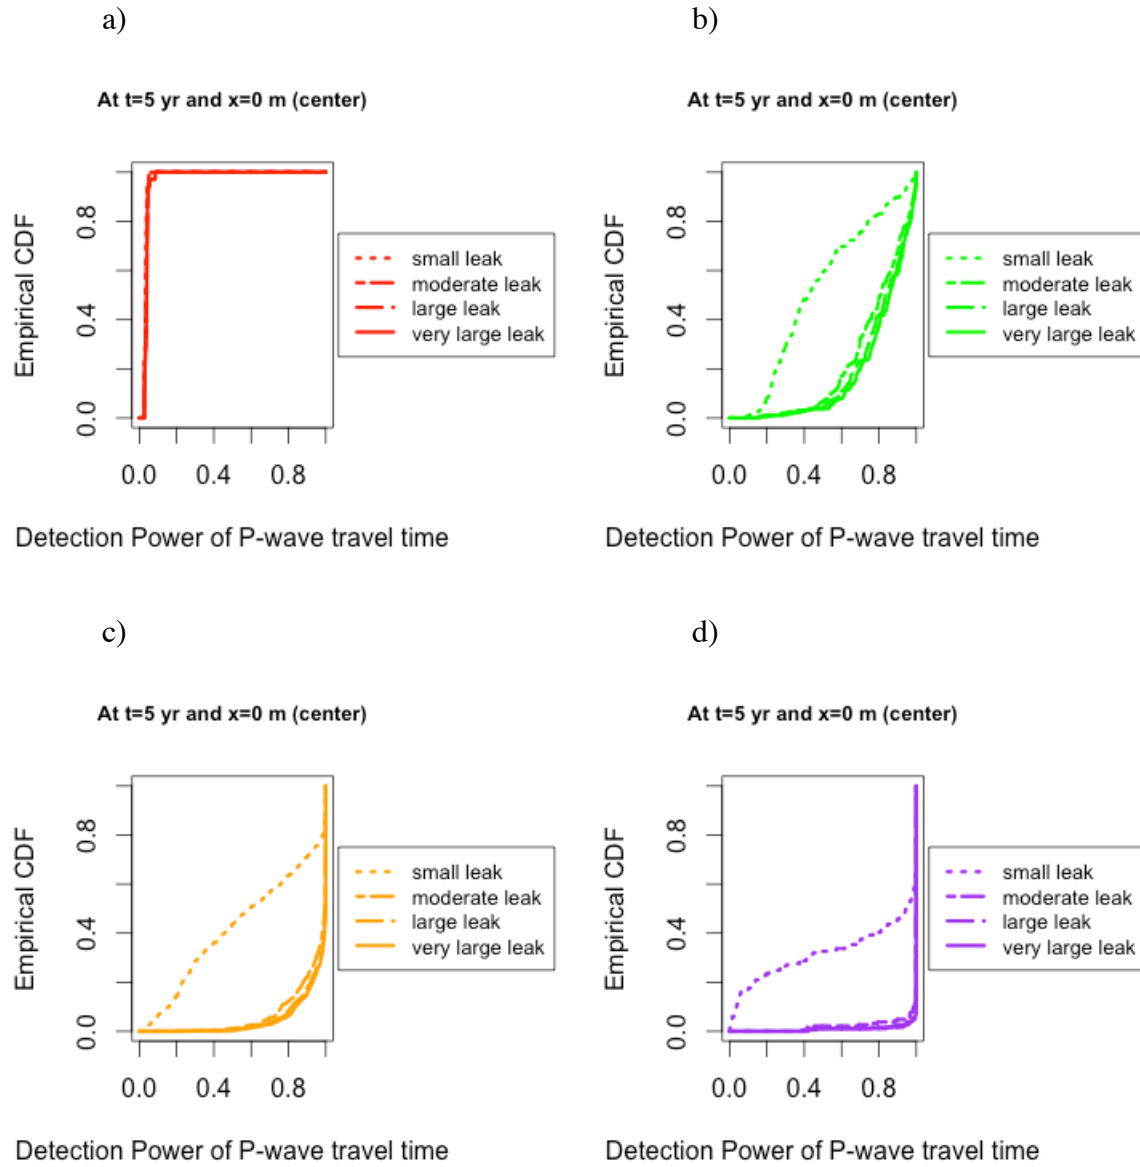 a)
At t=5 yr and x=0 m (center)
Empirical CDF
0.8
0.4
0.0
0.0 0.4 0.8
Detection Power of P-wave travel time
small leak
moderate leak
large leak
very large leak
b)
At t=5 yr and x=0 m (center)
Empirical CDF
0.8
0.4
0.0
0.0 0.4 0.8
Detection Power of P-wave travel time
small leak
moderate leak
large leak
very large leak
c)
At t=5 yr and x=0 m (center)
Empirical CDF
0.8
0.4
0.0
0.0 0.4 0.8
Detection Power of P-wave travel time
small leak
moderate leak
large leak
very large leak
d)
At t=5 yr and x=0 m (center)
Empirical CDF
0.8
0.4
0.0
0.0 0.4 0.8
Detection Power of P-wave travel time
small leak
moderate leak
large leak
very large leak